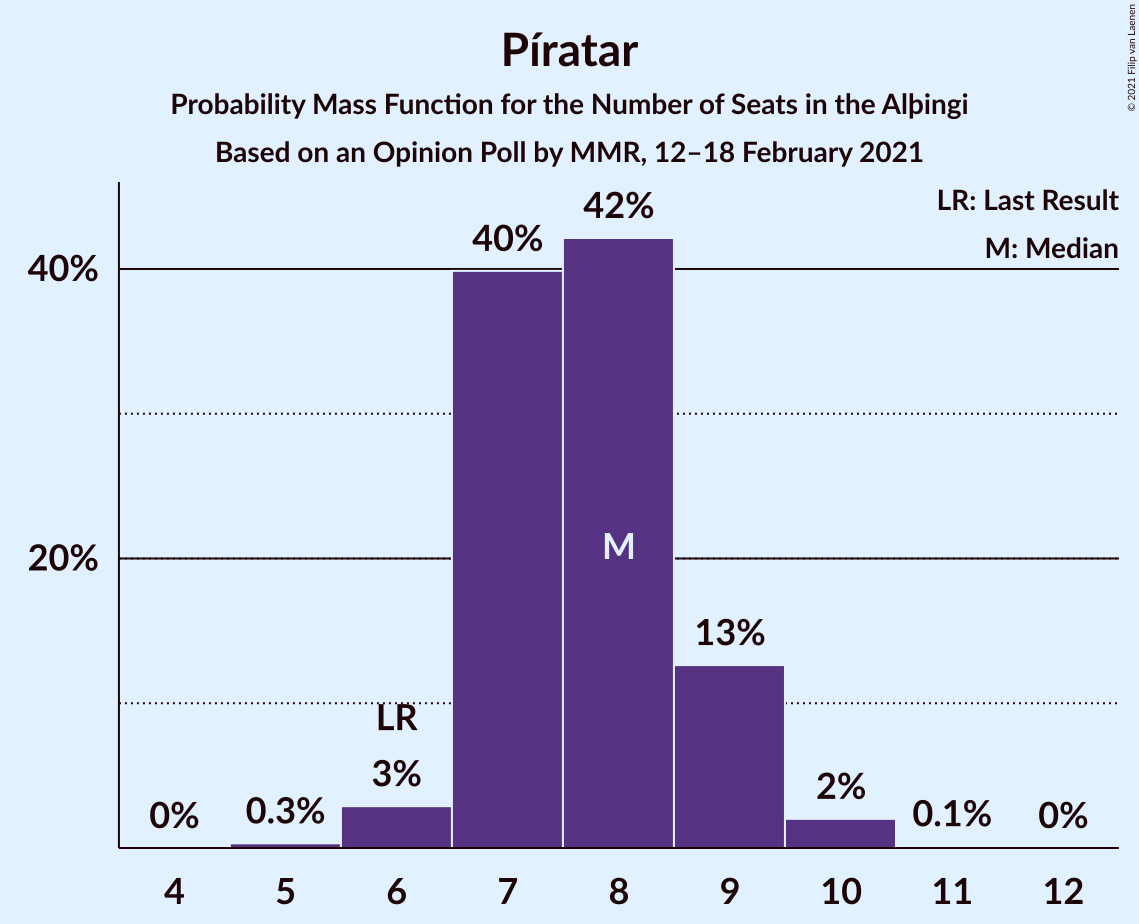 Píratar
Probability Mass Function for the Number of Seats in the Alþingi
Based on an Opinion Poll by MMR, 12–18 February 2021
© 2021 Filip van Laenen
LR: Last Result
M: Median
42%
40%
40%
M
20%
13%
LR
3%
2%
0%
0.3%
0.1%
0%
4 5 6 7 8 9 10 11 12